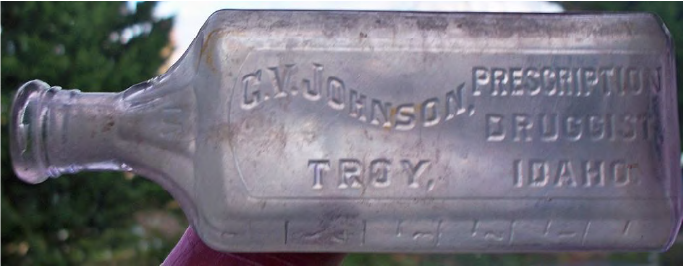 C.V. JOHNSON, PRESCRIPTION
DRUGGIST
TROY, IDAHO.